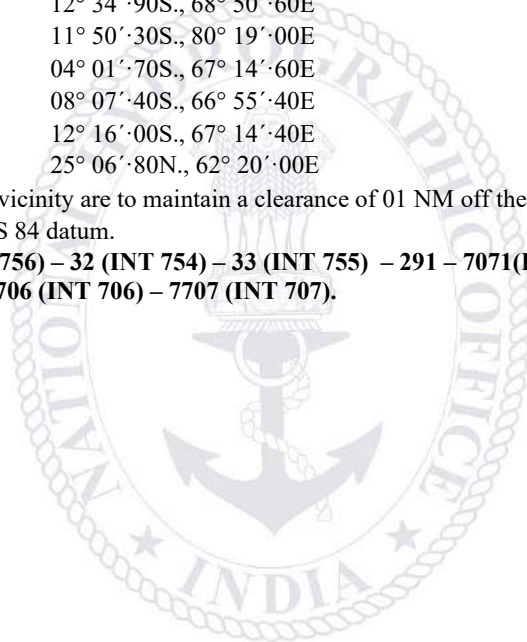 12° 34´·90S., 68° 50´·60E
11° 50´·30S., 80° 19´·00E
04° 01´·70S., 67° 14´·60E
08° 07´·40S., 66° 55´·40E
12° 16´·00S., 67° 14´·40E
25° 06´·80N., 62° 20´·00E
vicinity are to maintain a clearance of 01 NM off the
S 84 datum.
756) – 32 (INT 754) – 33 (INT 755) – 291 – 7071(I
706 (INT 706) – 7707 (INT 707).
NATIONAL HYDROGRAPHIC OFFICE
INDIA